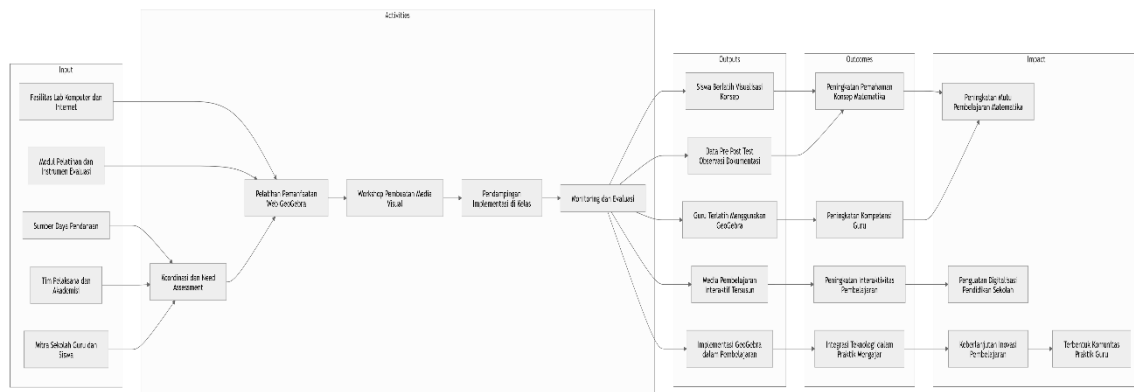 Activities
Input
Fasilitas Lab Komputer dan
Internet
Modul Pelatihan dan
Instrumen Evaluasi
Sumber Daya Pendanaan
Tim Pelaksana dan
Akademisi
Mitra Sekolah Guru dan
Siswa
Koordinasi dan Need
Assessment
Pelatihan Pemanfaatan
Web GeoGebra
Workshop Pembuatan Media
Visual
Pendampingan
Implementasi di Kelas
Monitoring dan Evaluasi
Outputs
Siswa Berlatih Visualisasi
Konsep
Data Pre Post Test
Observasi Dokumentasi
Guru Terlatih Menggunakan
GeoGebra
Media Pembelajaran
Interaktif Tersusun
Implementasi GeoGebra
dalam Pembelajaran
Outcomes
Peningkatan Pemahaman
Konsep Matematika
Peningkatan Kompetensi
Guru
Peningkatan Interaktivitas
Pembelajaran
Integrasi Teknologi dalam
Praktik Mengajar
Impact
Peningkatan Mutu
Pembelajaran Matematika
Penguatan Digitalisasi
Pendidikan Sekolah
Keberlanjutan Inovasi
Pembelajaran
Terbentuk Komunitas
Praktik Guru